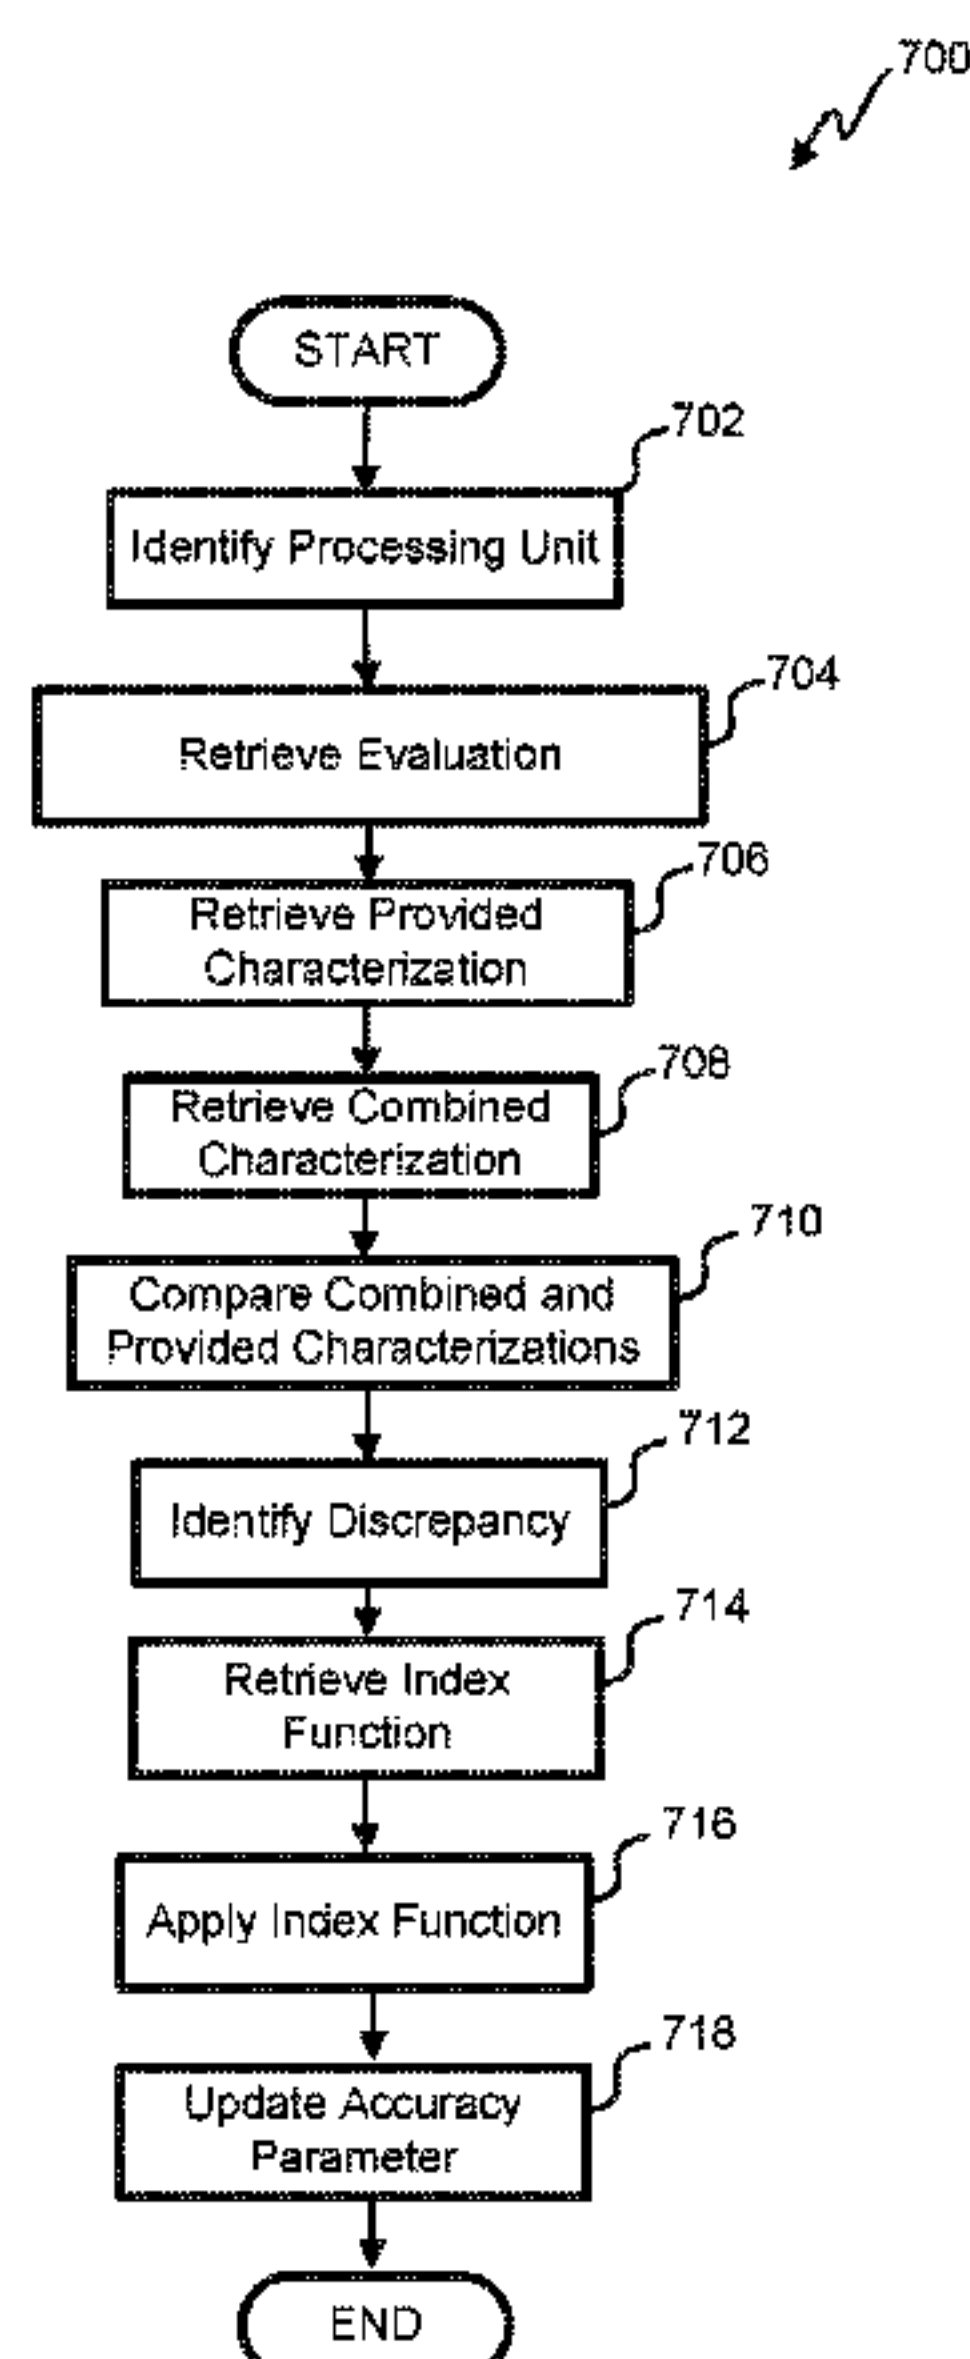 700
START
702
Identify Processing Unit
704
Retrieve Evaluation
706
Retrieve Provided
Characterization
708
Retrieve Combined
Characterization
710
Compare Combined and
Provided Characterizations
712
Identify Discrepancy
714
Retrieve Index
Function
716
Apply Index Function
718
Update Accuracy
Parameter
END